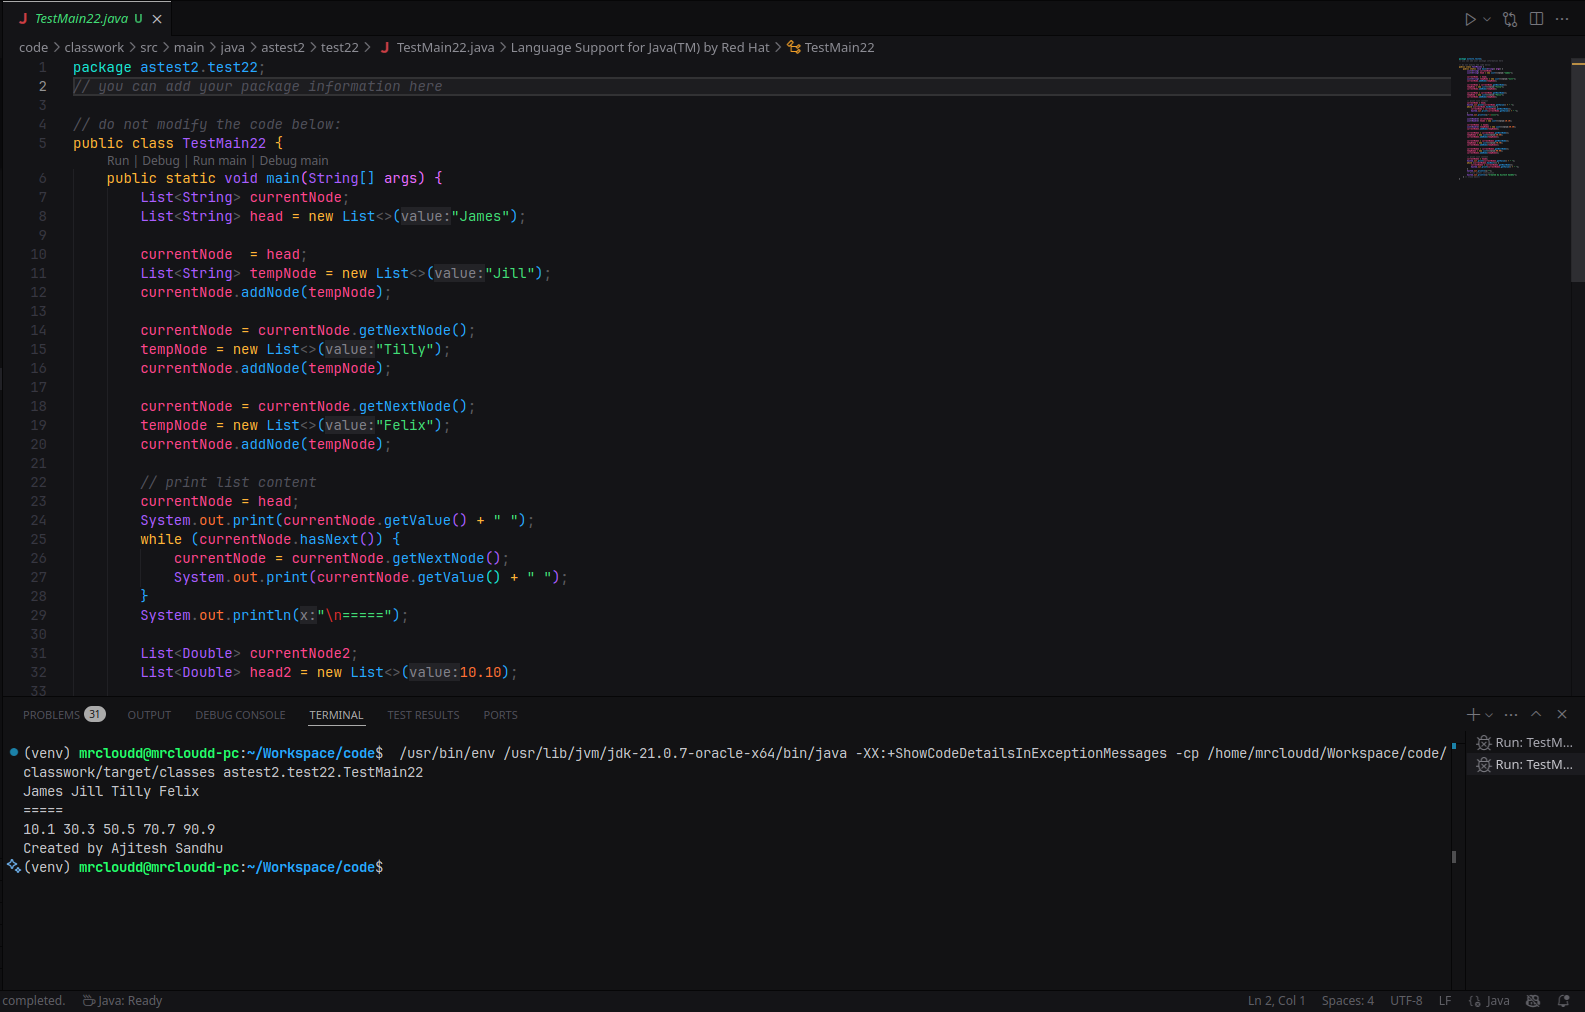 TestMain22.java U
code > classwork > src > main > java > astest2 > test22 > TestMain22.java > Language Support for Java(TM) by Red Hat > TestMain22
1 package astest2.test22;
2 // you can add your package information here
3
4 // do not modify the code below:
5 public class TestMain22 {
Run | Debug | Run main | Debug main
6 public static void main(String[] args) {
7 List<String> currentNode;
8 List<String> head = new List<>(value:"James");
9
10 currentNode  = head;
11 List<String> tempNode = new List<>(value:"Jill");
12 currentNode.addNode(tempNode);
13
14 currentNode = currentNode.getNextNode();
15 tempNode = new List<>(value:"Tilly");
16 currentNode.addNode(tempNode);
17
18 currentNode = currentNode.getNextNode();
19 tempNode = new List<>(value:"Felix");
20 currentNode.addNode(tempNode);
21
22 // print list content
23 currentNode = head;
24 System.out.print(currentNode.getValue() + " ");
25 while (currentNode.hasNext()) {
26 currentNode = currentNode.getNextNode();
27 System.out.print(currentNode.getValue() + " ");
28 }
29 System.out.println(x:"\n=====");
30
31 List<Double> currentNode2;
32 List<Double> head2 = new List<>(value:10.10);
33
PROBLEMS 31 OUTPUT DEBUG CONSOLE TERMINAL TEST RESULTS PORTS
(venv) mrcloudd@mrcloudd-pc:~/Workspace/code$  /usr/bin/env /usr/lib/jvm/jdk-21.0.7-oracle-x64/bin/java -XX:+ShowCodeDetailsInExceptionMessages -cp /home/mrcloudd/Workspace/code/
classwork/target/classes astest2.test22.TestMain22
James Jill Tilly Felix
=====
10.1 30.3 50.5 70.7 90.9
Created by Ajitesh Sandhu
(venv) mrcloudd@mrcloudd-pc:~/Workspace/code$
Run: TestM...
Run: TestM...
completed. Java: Ready Ln 2, Col 1 Spaces: 4 UTF-8 LF Java